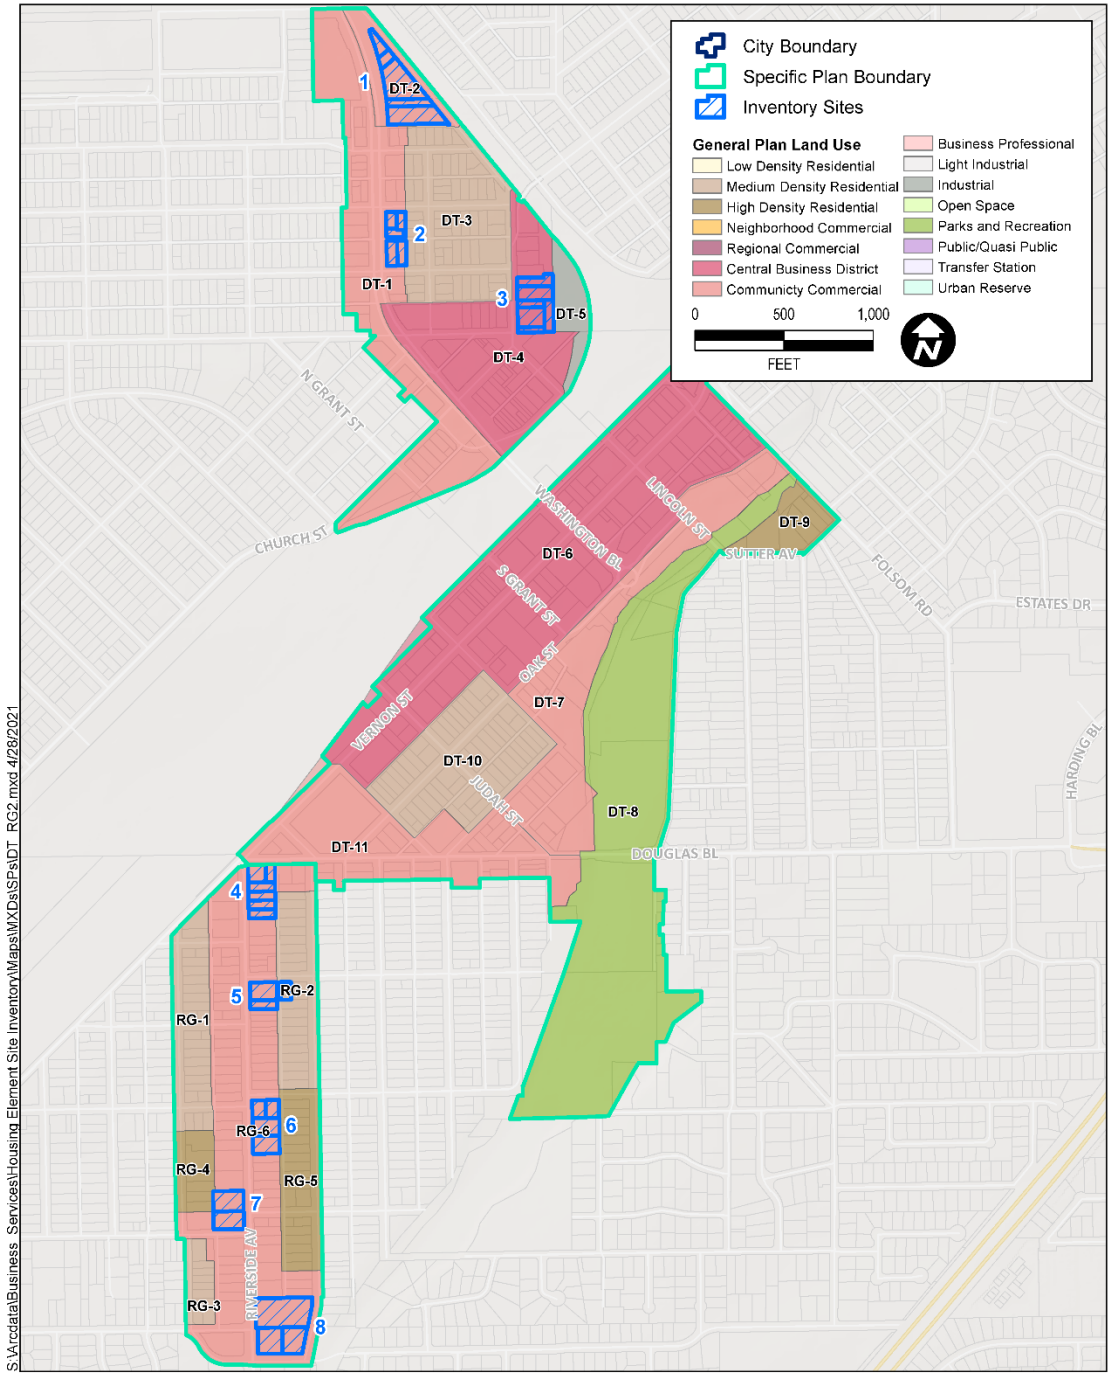 City Boundary
Specific Plan Boundary
Inventory Sites
General Plan Land Use
Low Density Residential
Medium Density Residential
High Density Residential
Neighborhood Commercial
Regional Commercial
Central Business District
Communicty Commercial
Business Professional
Light Industrial
Industrial
Open Space
Parks and Recreation
Public/Quasi Public
Transfer Station
Urban Reserve
0 500 1,000
FEET
N
1
DT-2
DT-3
2
DT-1
3
DT-5
DT-4
N GRANT ST
CHURCH ST
WASHINGTON BL
LINCOLN ST
DT-9
SUTTER AV
FOLSOM RD
ESTATES DR
DT-6
S GRANT ST
OAK ST
DT-7
VERNON ST
DT-10
JUDAH ST
HARDING BL
DT-8
DT-11
DOUGLAS BL
4
5
RG-2
RG-1
RG-6
6
RG-4
RG-5
7
RIVERSIDE AV
RG-3
8
S:\Arcdata\Business Services\Housing Element Site Inventory\Maps\MXDs\SPs\DT_RG2.mxd 4/28/2021